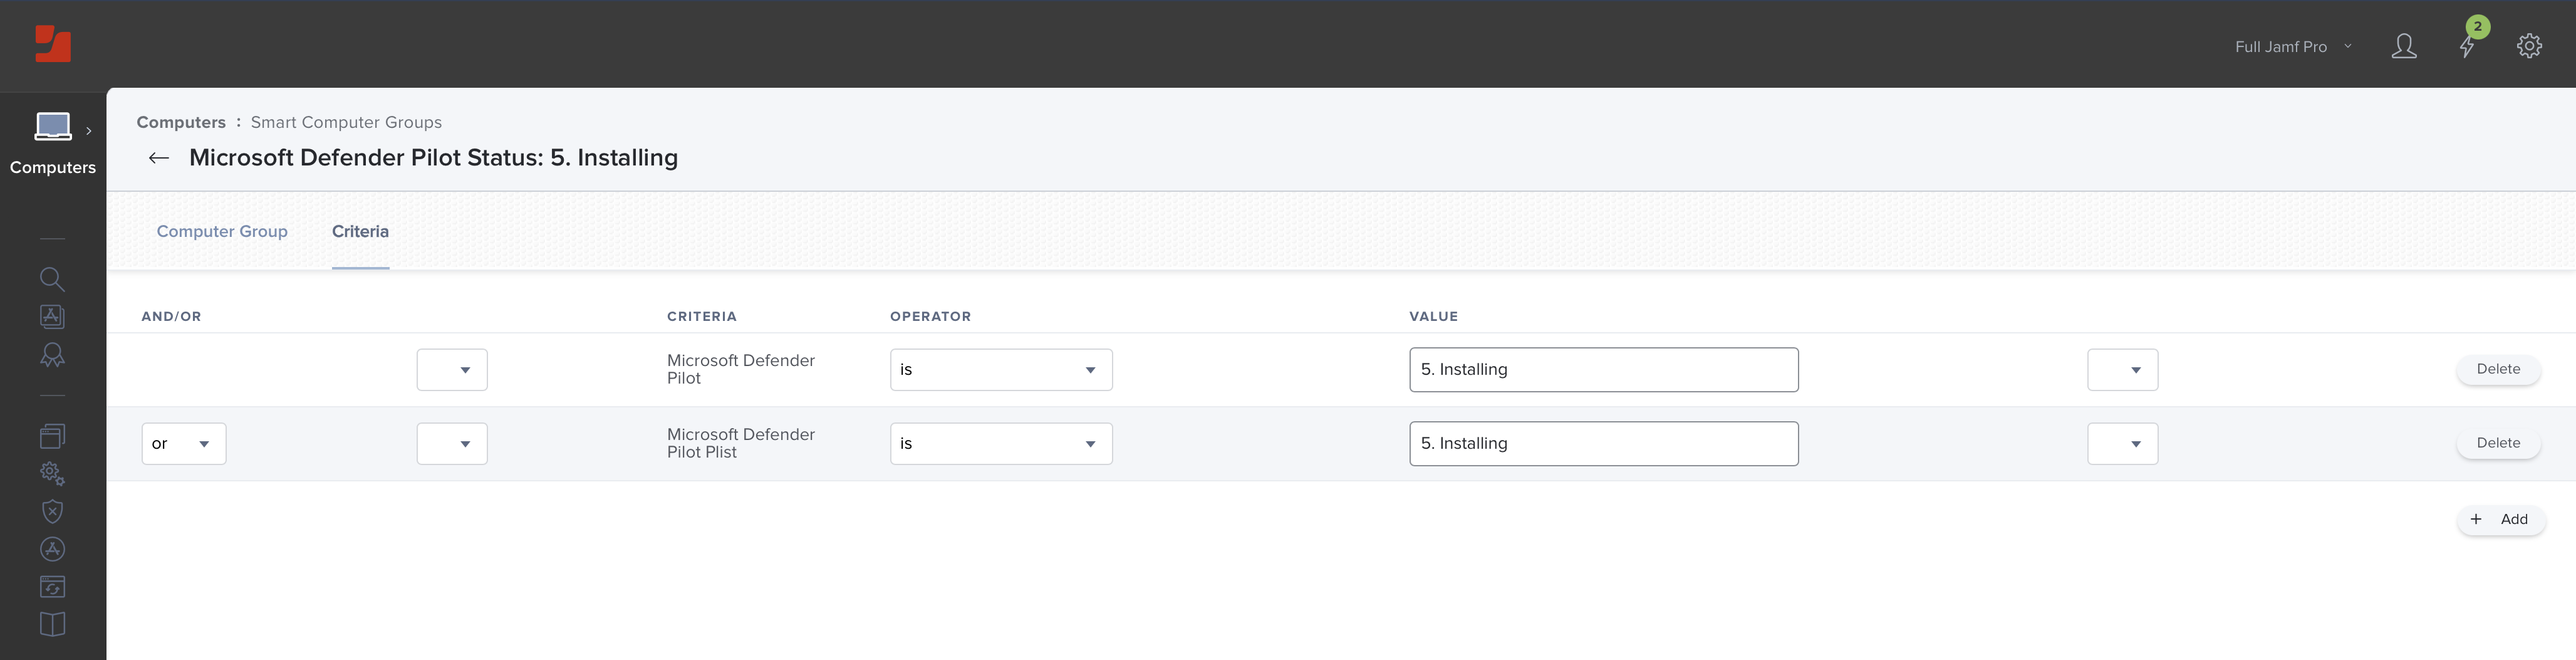 Full Jamf Pro
2
Computers : Smart Computer Groups
Microsoft Defender Pilot Status: 5. Installing
Computers
Computer Group Criteria
AND/OR CRITERIA OPERATOR VALUE
Microsoft Defender
Pilot
is
5. Installing
Delete
or
Microsoft Defender
Pilot Plist
is
5. Installing
Delete
+ Add